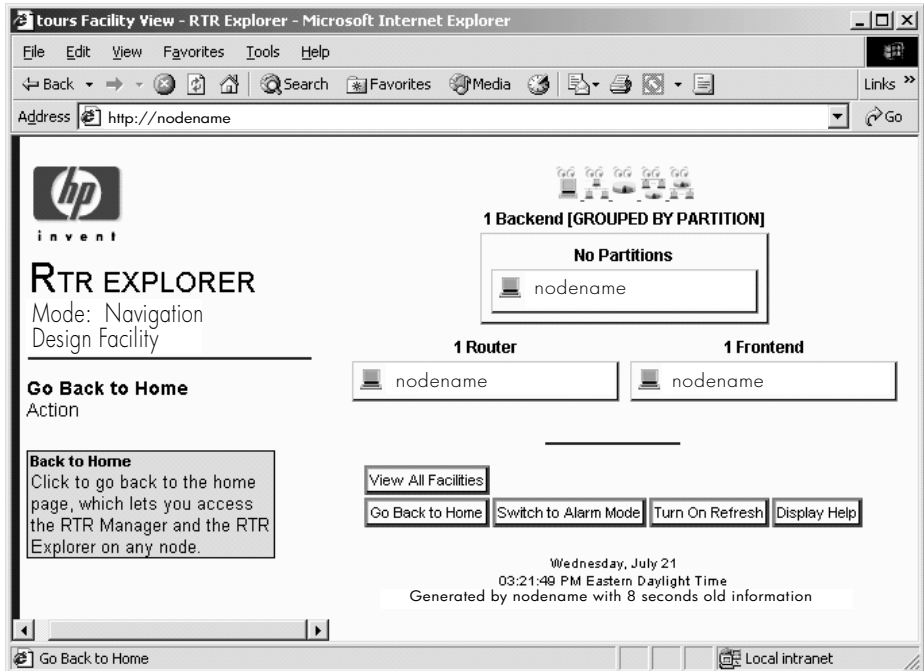 tours Facility View - RTR Explorer - Microsoft Internet Explorer
File Edit View Favorites Tools Help
Back Search Favorites Media Links »
Address http://nodename Go
hp
invent
RTR EXPLORER
Mode: Navigation
Design Facility
Go Back to Home
Action
Back to Home
Click to go back to the home
page, which lets you access
the RTR Manager and the RTR
Explorer on any node.
1 Backend [GROUPED BY PARTITION]
No Partitions
nodename
1 Router 1 Frontend
nodename nodename
View All Facilities
Go Back to Home Switch to Alarm Mode Turn On Refresh Display Help
Wednesday, July 21
03:21:49 PM Eastern Daylight Time
Generated by nodename with 8 seconds old information
Go Back to Home Local intranet